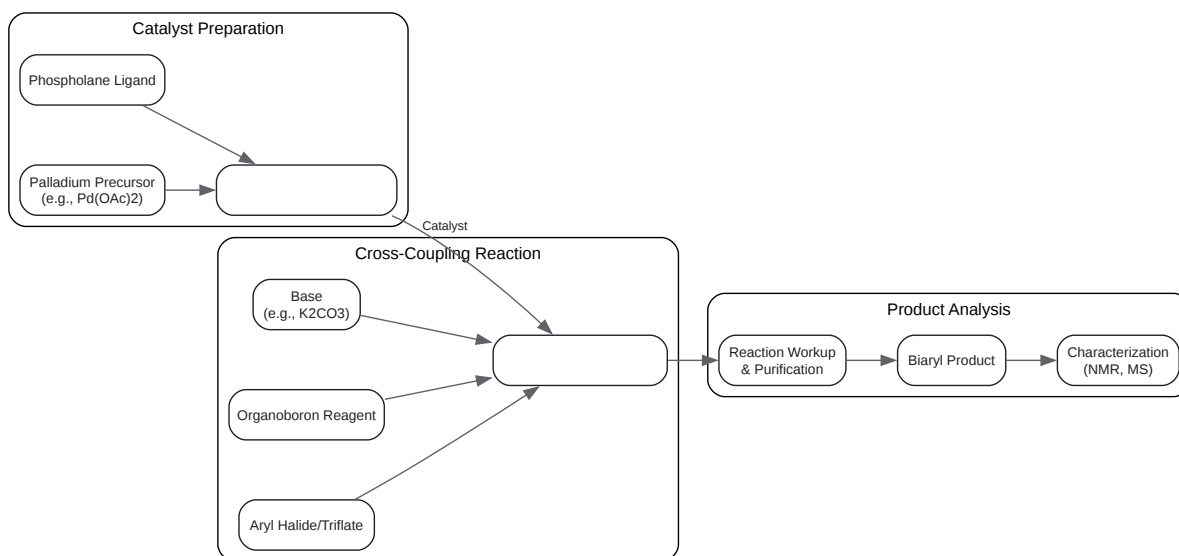 Catalyst Preparation
Phospholane Ligand
Palladium Precursor
(e.g., Pd(OAc)2)
Catalyst
Cross-Coupling Reaction
Base
(e.g., K2CO3)
Organoboron Reagent
Aryl Halide/Triflate
Product Analysis
Reaction Workup
& Purification
Biaryl Product
Characterization
(NMR, MS)